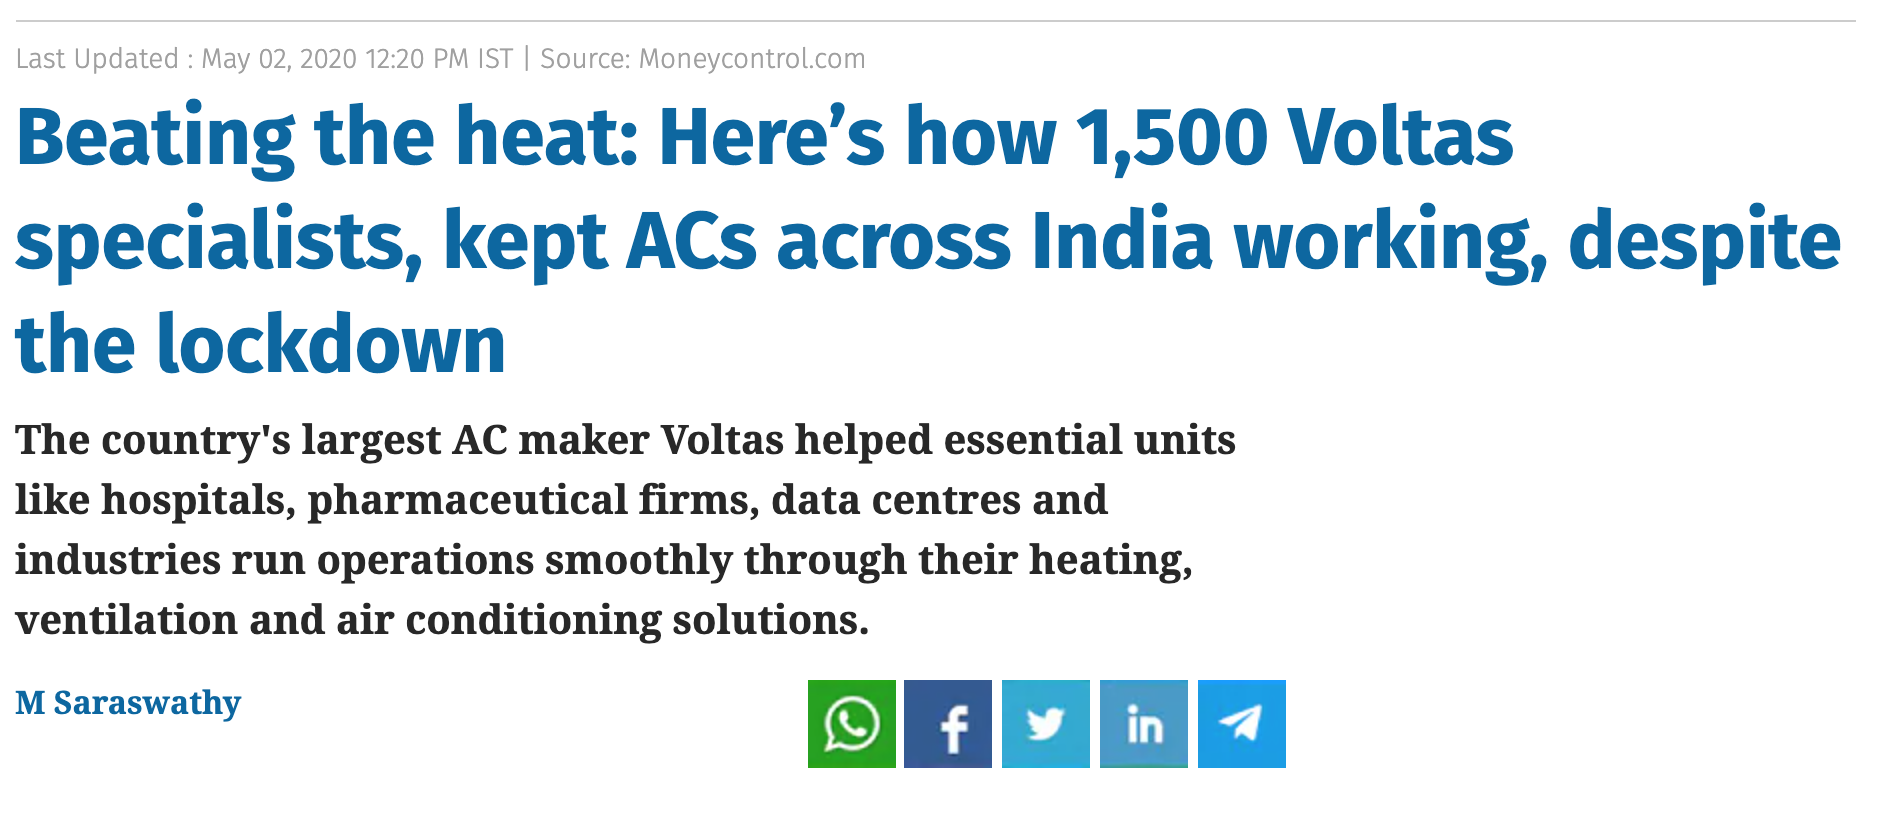 Last Updated : May 02, 2020 12:20 PM IST | Source: Moneycontrol.com
Beating the heat: Here’s how 1,500 Voltas
specialists, kept ACs across India working, despite
the lockdown
The country's largest AC maker Voltas helped essential units
like hospitals, pharmaceutical firms, data centres and
industries run operations smoothly through their heating,
ventilation and air conditioning solutions.
M Saraswathy
f
in